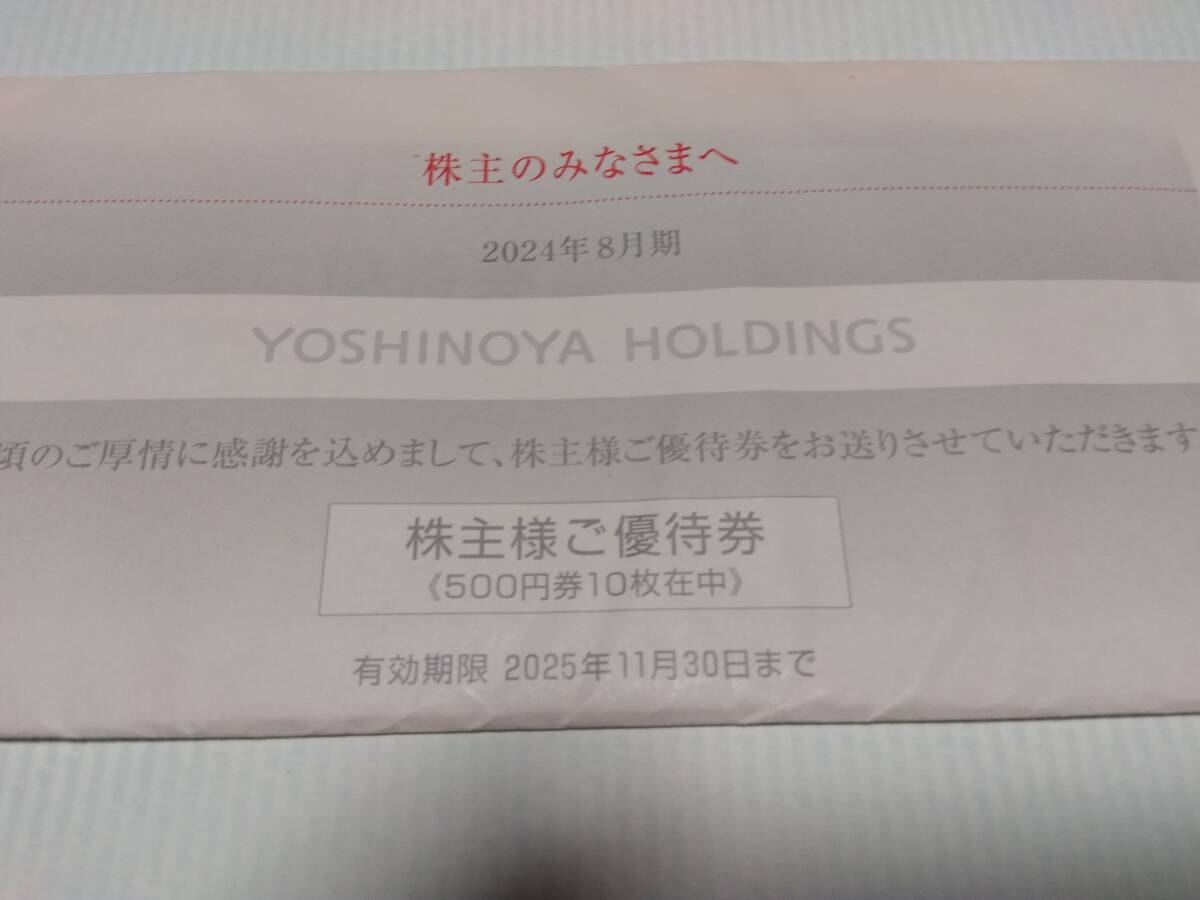 株主のみなさまへ
2024年8月期
YOSHINOYA HOLDINGS
頃のご厚情に感謝を込めまして、株主様ご優待券をお送りさせていただきます
株主様ご優待券
《500円券10枚在中》
有効期限 2025年11月30日まで